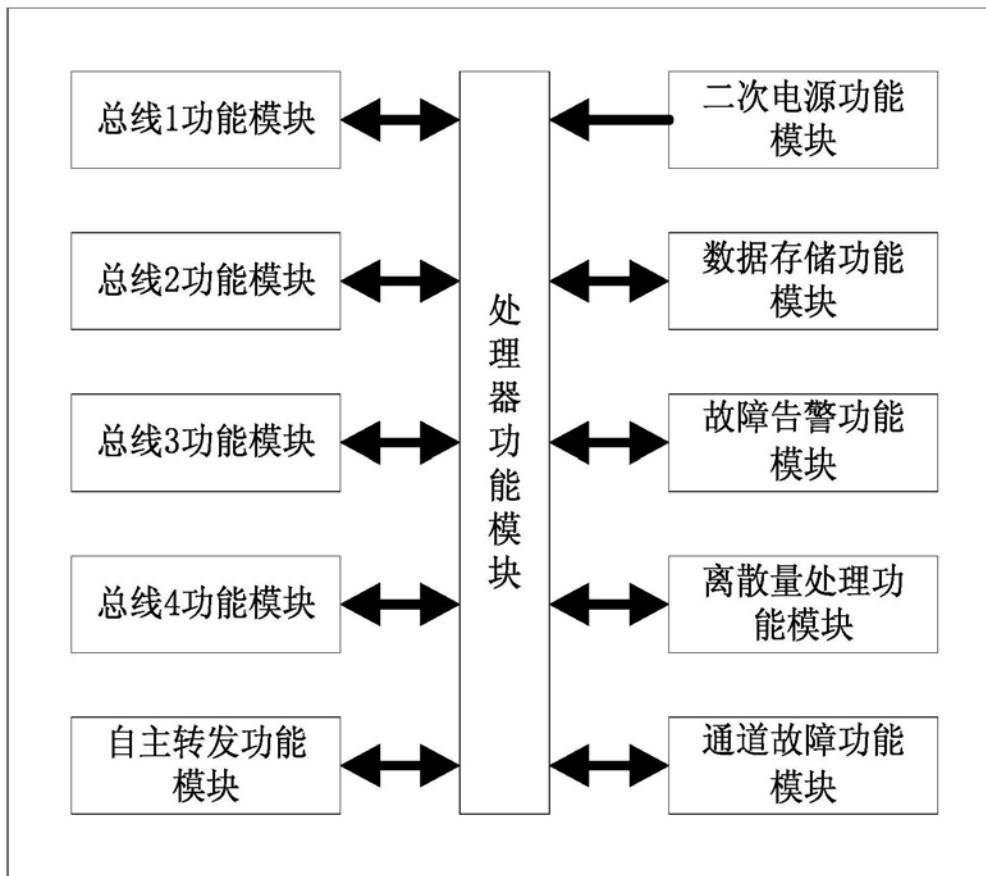 总线1功能模块
总线2功能模块
总线3功能模块
总线4功能模块
自主转发功能
模块
处
理
器
功
能
模
块
二次电源功能
模块
数据存储功能
模块
故障告警功能
模块
离散量处理功
能模块
通道故障功能
模块